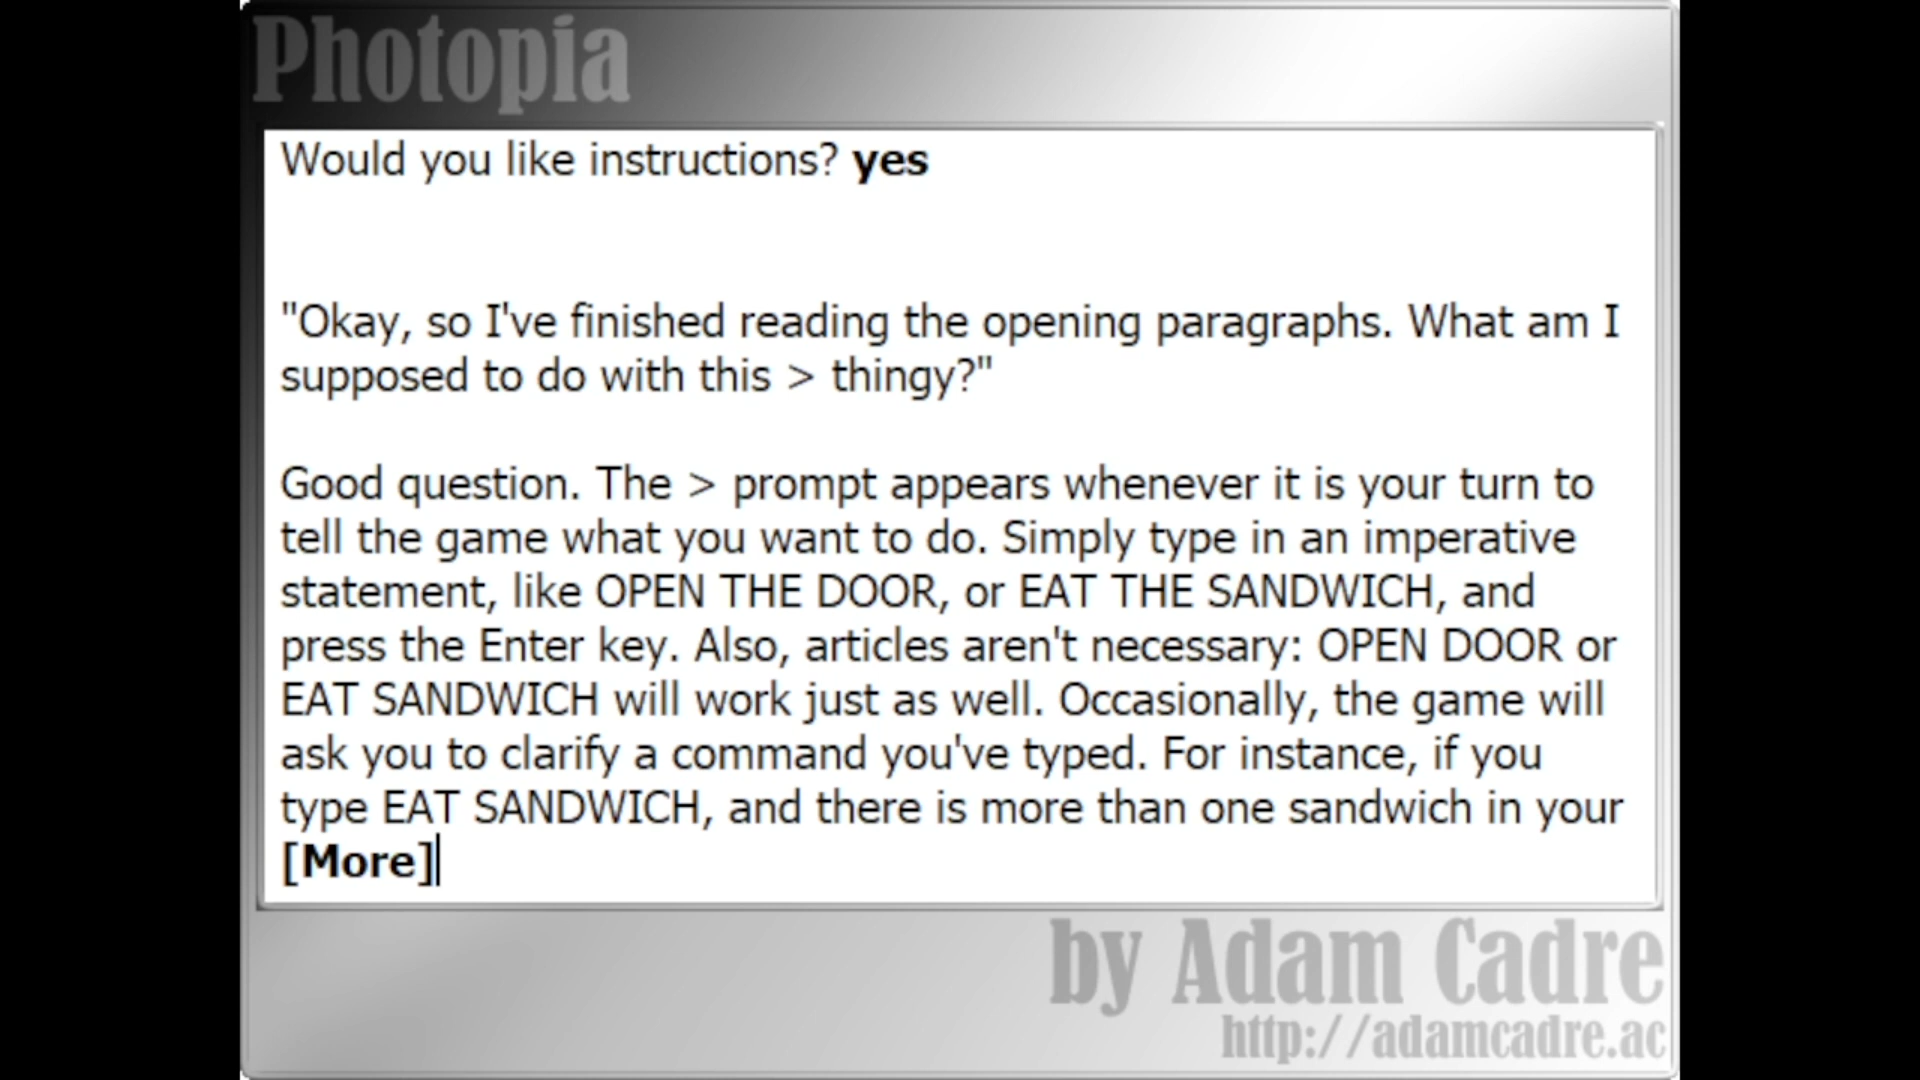 Photopia
Would you like instructions? yes
"Okay, so I've finished reading the opening paragraphs. What am I
supposed to do with this > thingy?"
Good question. The > prompt appears whenever it is your turn to
tell the game what you want to do. Simply type in an imperative
statement, like OPEN THE DOOR, or EAT THE SANDWICH, and
press the Enter key. Also, articles aren't necessary: OPEN DOOR or
EAT SANDWICH will work just as well. Occasionally, the game will
ask you to clarify a command you've typed. For instance, if you
type EAT SANDWICH, and there is more than one sandwich in your
[More]
by Adam Cadre
http://adamcadre.ac